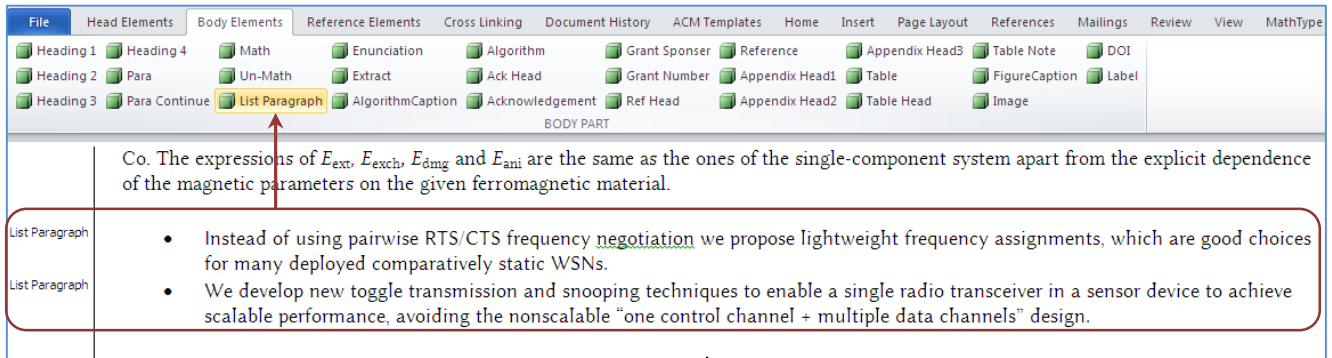 File Head Elements Body Elements Reference Elements Cross Linking Document History ACM Templates Home Insert Page Layout References Mailings Review View MathType
Heading 1 Heading 4 Math Enunciation Algorithm Grant Sponser Reference Appendix Head3 Table Note DOI
Heading 2 Para Un-Math Extract Ack Head Grant Number Appendix Head1 Table FigureCaption Label
Heading 3 Para Continue List Paragraph AlgorithmCaption Acknowledgement Ref Head Appendix Head2 Table Head Image
BODY PART
Co. The expressions of Eext, Eexch, Edmg and Eani are the same as the ones of the single-component system apart from the explicit dependence
of the magnetic parameters on the given ferromagnetic material.
List Paragraph • Instead of using pairwise RTS/CTS frequency negotiation we propose lightweight frequency assignments, which are good choices
for many deployed comparatively static WSNs.
List Paragraph • We develop new toggle transmission and snooping techniques to enable a single radio transceiver in a sensor device to achieve
scalable performance, avoiding the nonscalable “one control channel + multiple data channels” design.